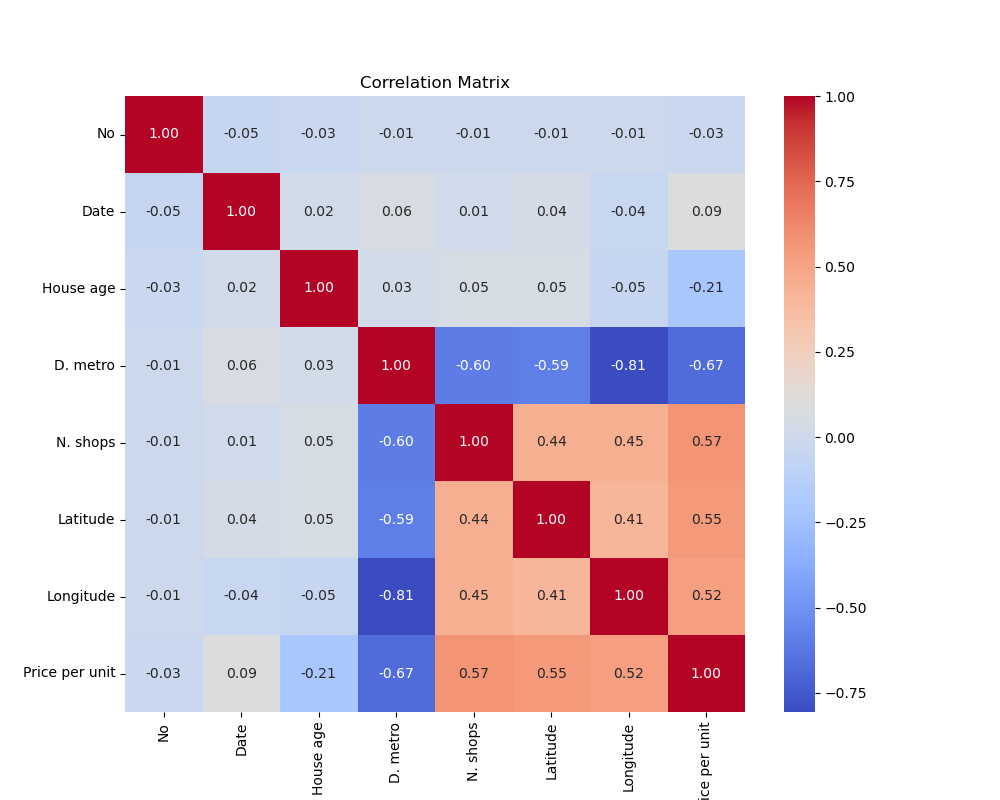 Correlation Matrix
No 1.00 -0.05 -0.03 -0.01 -0.01 -0.01 -0.01 -0.03
Date -0.05 1.00 0.02 0.06 0.01 0.04 -0.04 0.09
House age -0.03 0.02 1.00 0.03 0.05 0.05 -0.05 -0.21
D. metro -0.01 0.06 0.03 1.00 -0.60 -0.59 -0.81 -0.67
N. shops -0.01 0.01 0.05 -0.60 1.00 0.44 0.45 0.57
Latitude -0.01 0.04 0.05 -0.59 0.44 1.00 0.41 0.55
Longitude -0.01 -0.04 -0.05 -0.81 0.45 0.41 1.00 0.52
Price per unit -0.03 0.09 -0.21 -0.67 0.57 0.55 0.52 1.00
No Date House age D. metro N. shops Latitude Longitude ice per unit
1.00
0.75
0.50
0.25
0.00
−0.25
−0.50
−0.75